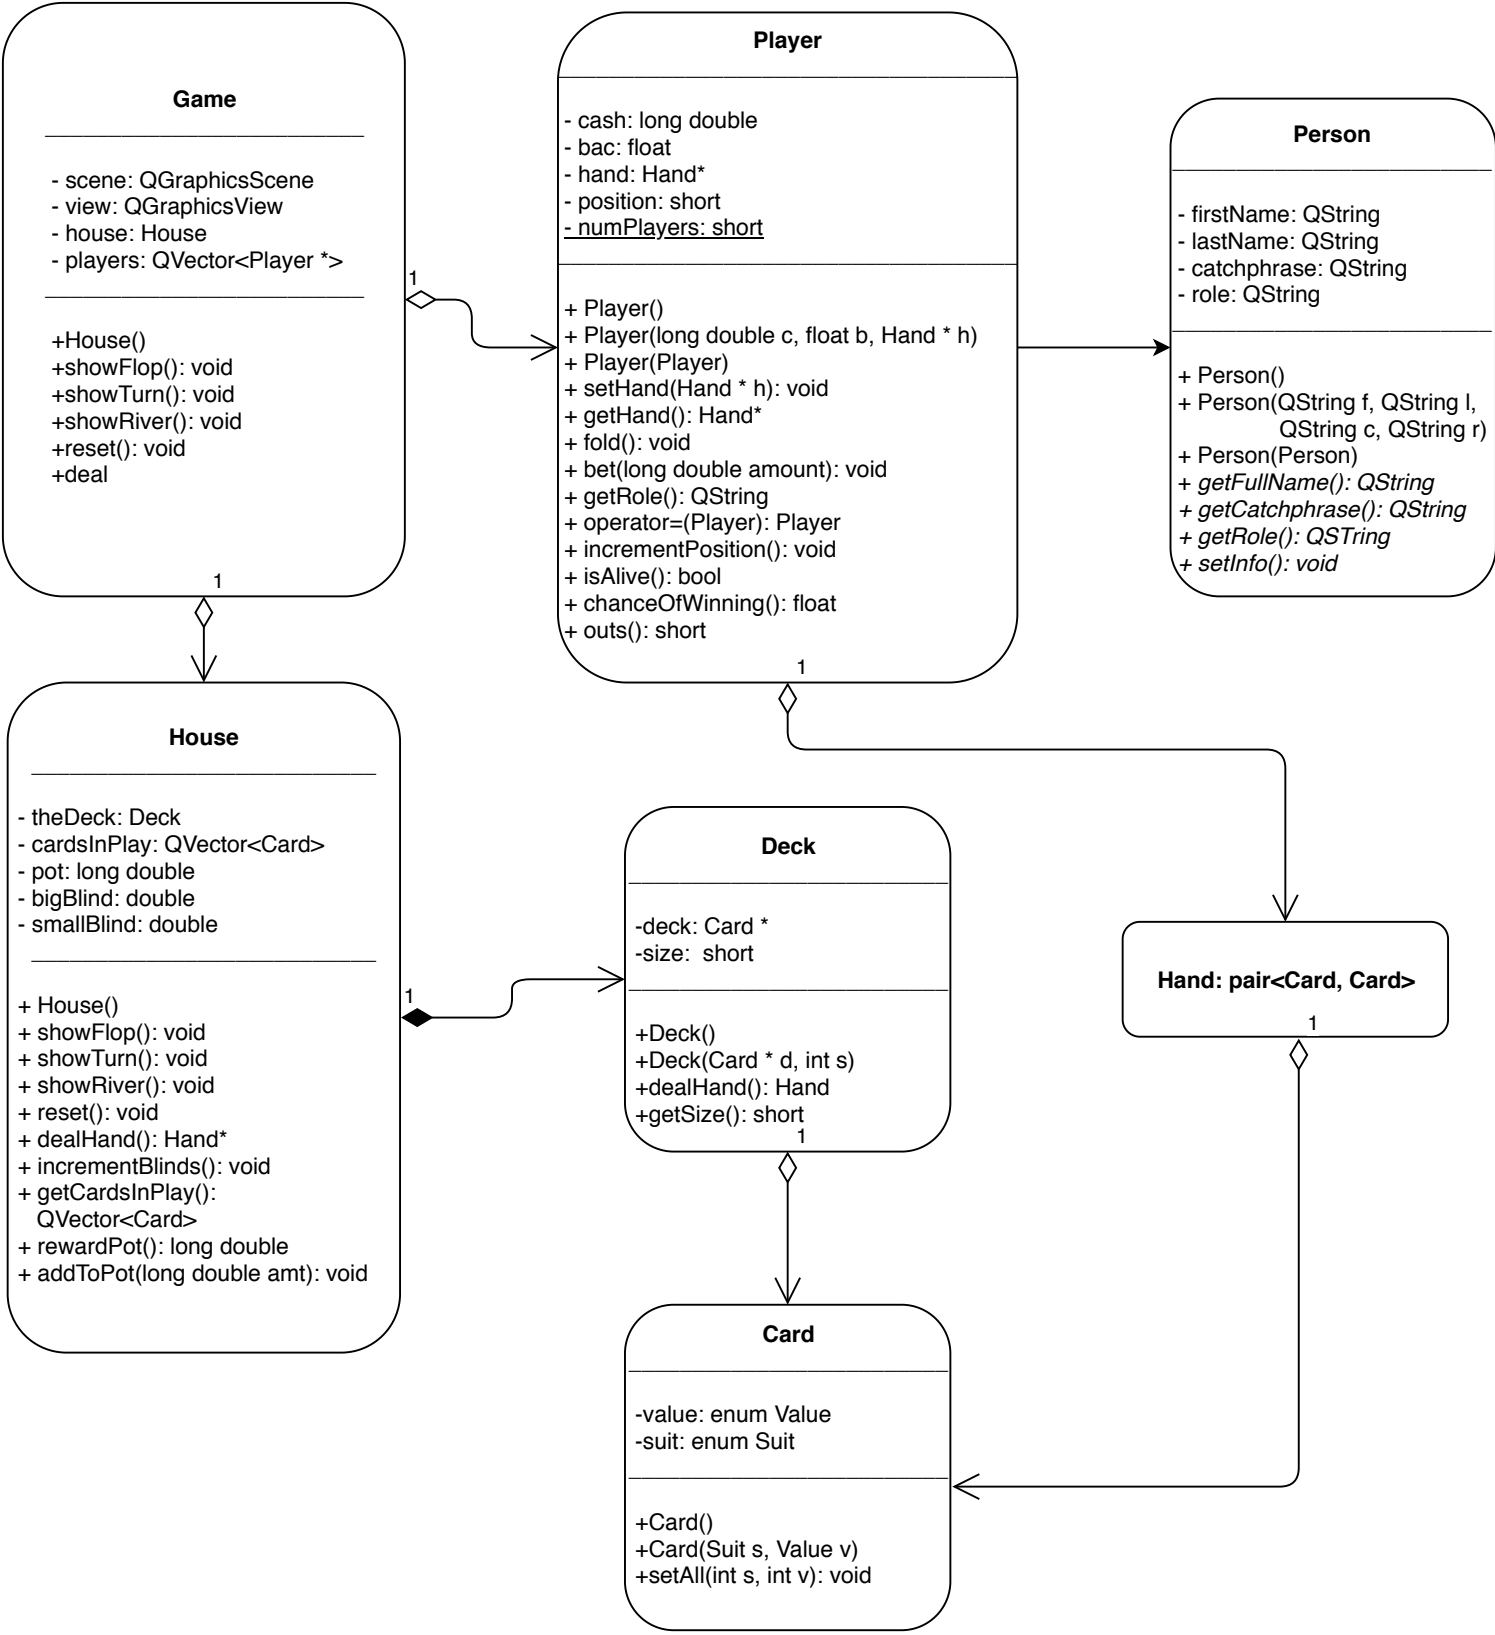 Game
- scene: QGraphicsScene
- view: QGraphicsView
- house: House
- players: QVector<Player *>
+House()
+showFlop(): void
+showTurn(): void
+showRiver(): void
+reset(): void
+deal
1
1
Player
- cash: long double
- bac: float
- hand: Hand*
- position: short
- numPlayers: short
+ Player()
+ Player(long double c, float b, Hand * h)
+ Player(Player)
+ setHand(Hand * h): void
+ getHand(): Hand*
+ fold(): void
+ bet(long double amount): void
+ getRole(): QString
+ operator=(Player): Player
+ incrementPosition(): void
+ isAlive(): bool
+ chanceOfWinning(): float
+ outs(): short
1
Person
- firstName: QString
- lastName: QString
- catchphrase: QString
- role: QString
+ Person()
+ Person(QString f, QString l,
QString c, QString r)
+ Person(Person)
+ getFullName(): QString
+ getCatchphrase(): QString
+ getRole(): QSTring
+ setInfo(): void
House
- theDeck: Deck
- cardsInPlay: QVector<Card>
- pot: long double
- bigBlind: double
- smallBlind: double
+ House()
+ showFlop(): void
+ showTurn(): void
+ showRiver(): void
+ reset(): void
+ dealHand(): Hand*
+ incrementBlinds(): void
+ getCardsInPlay():
QVector<Card>
+ rewardPot(): long double
+ addToPot(long double amt): void
1
Deck
-deck: Card *
-size:  short
+Deck()
+Deck(Card * d, int s)
+dealHand(): Hand
+getSize(): short
1
Hand: pair<Card, Card>
1
Card
-value: enum Value
-suit: enum Suit
+Card()
+Card(Suit s, Value v)
+setAll(int s, int v): void